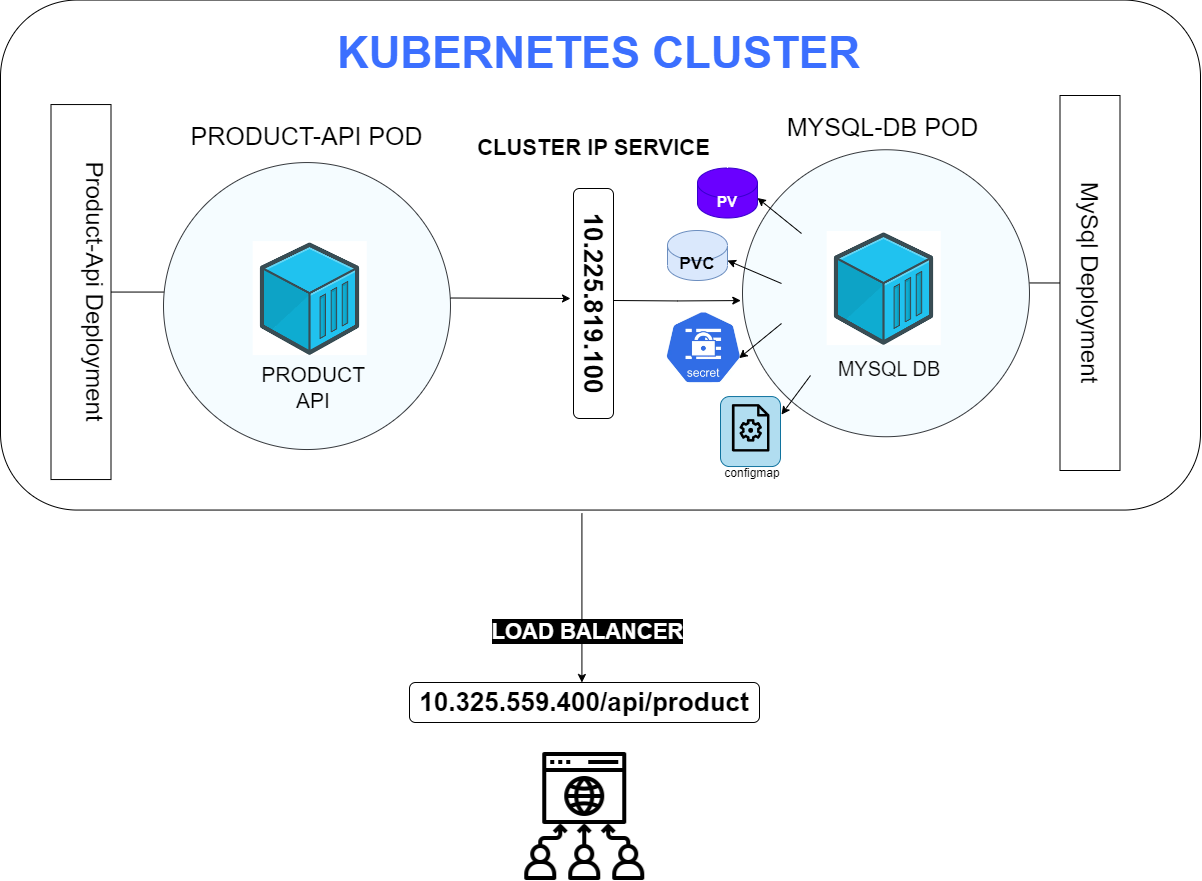 KUBERNETES CLUSTER
Product-Api Deployment
PRODUCT-API POD
PRODUCT
API
CLUSTER IP SERVICE
10.225.819.100
MYSQL-DB POD
PV
PVC
secret
configmap
MYSQL DB
MySql Deployment
LOAD BALANCER
10.325.559.400/api/product